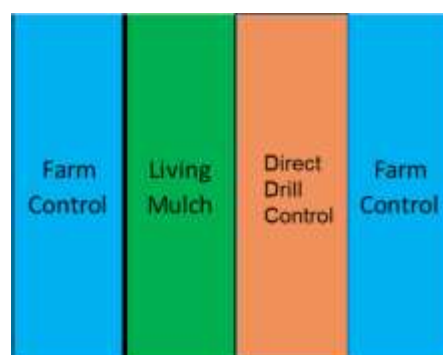 Farm
Control
Living
Mulch
Direct
Drill
Control
Farm
Control